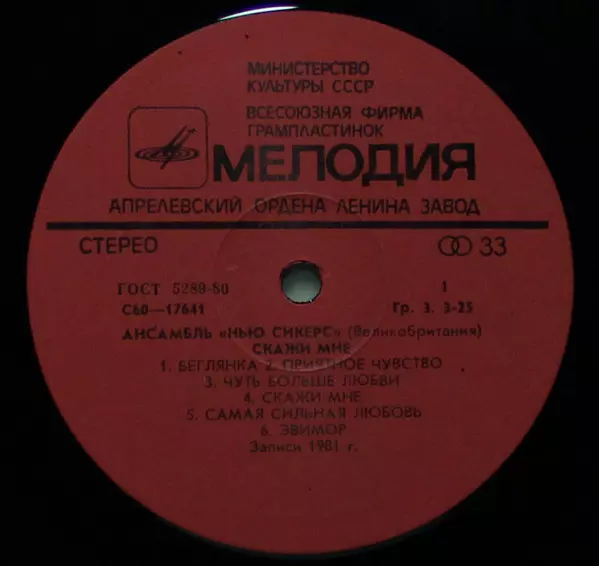 МИНИСТЕРСТВО
КУЛЬТУРЫ СССР
ВСЕСОЮЗНАЯ ФИРМА
ГРАМПЛАСТИНОК
МЕЛОДИЯ
АПРЕЛЕВСКИЙ ОРДЕНА ЛЕНИНА ЗАВОД
СТЕРЕО 33
ГОСТ 5289-80 1
С60—17641 Гр. 3. 3-25
АНСАМБЛЬ «НЬЮ СИКЕРС» (Великобритания)
СКАЖИ МНЕ
1. БЕГЛЯНКА 2. ПРИЯТНОЕ ЧУВСТВО
3. ЧУТЬ БОЛЬШЕ ЛЮБВИ
4. СКАЖИ МНЕ
5. САМАЯ СИЛЬНАЯ ЛЮБОВЬ
6. ЭВИМОР
Записи 1981 г.